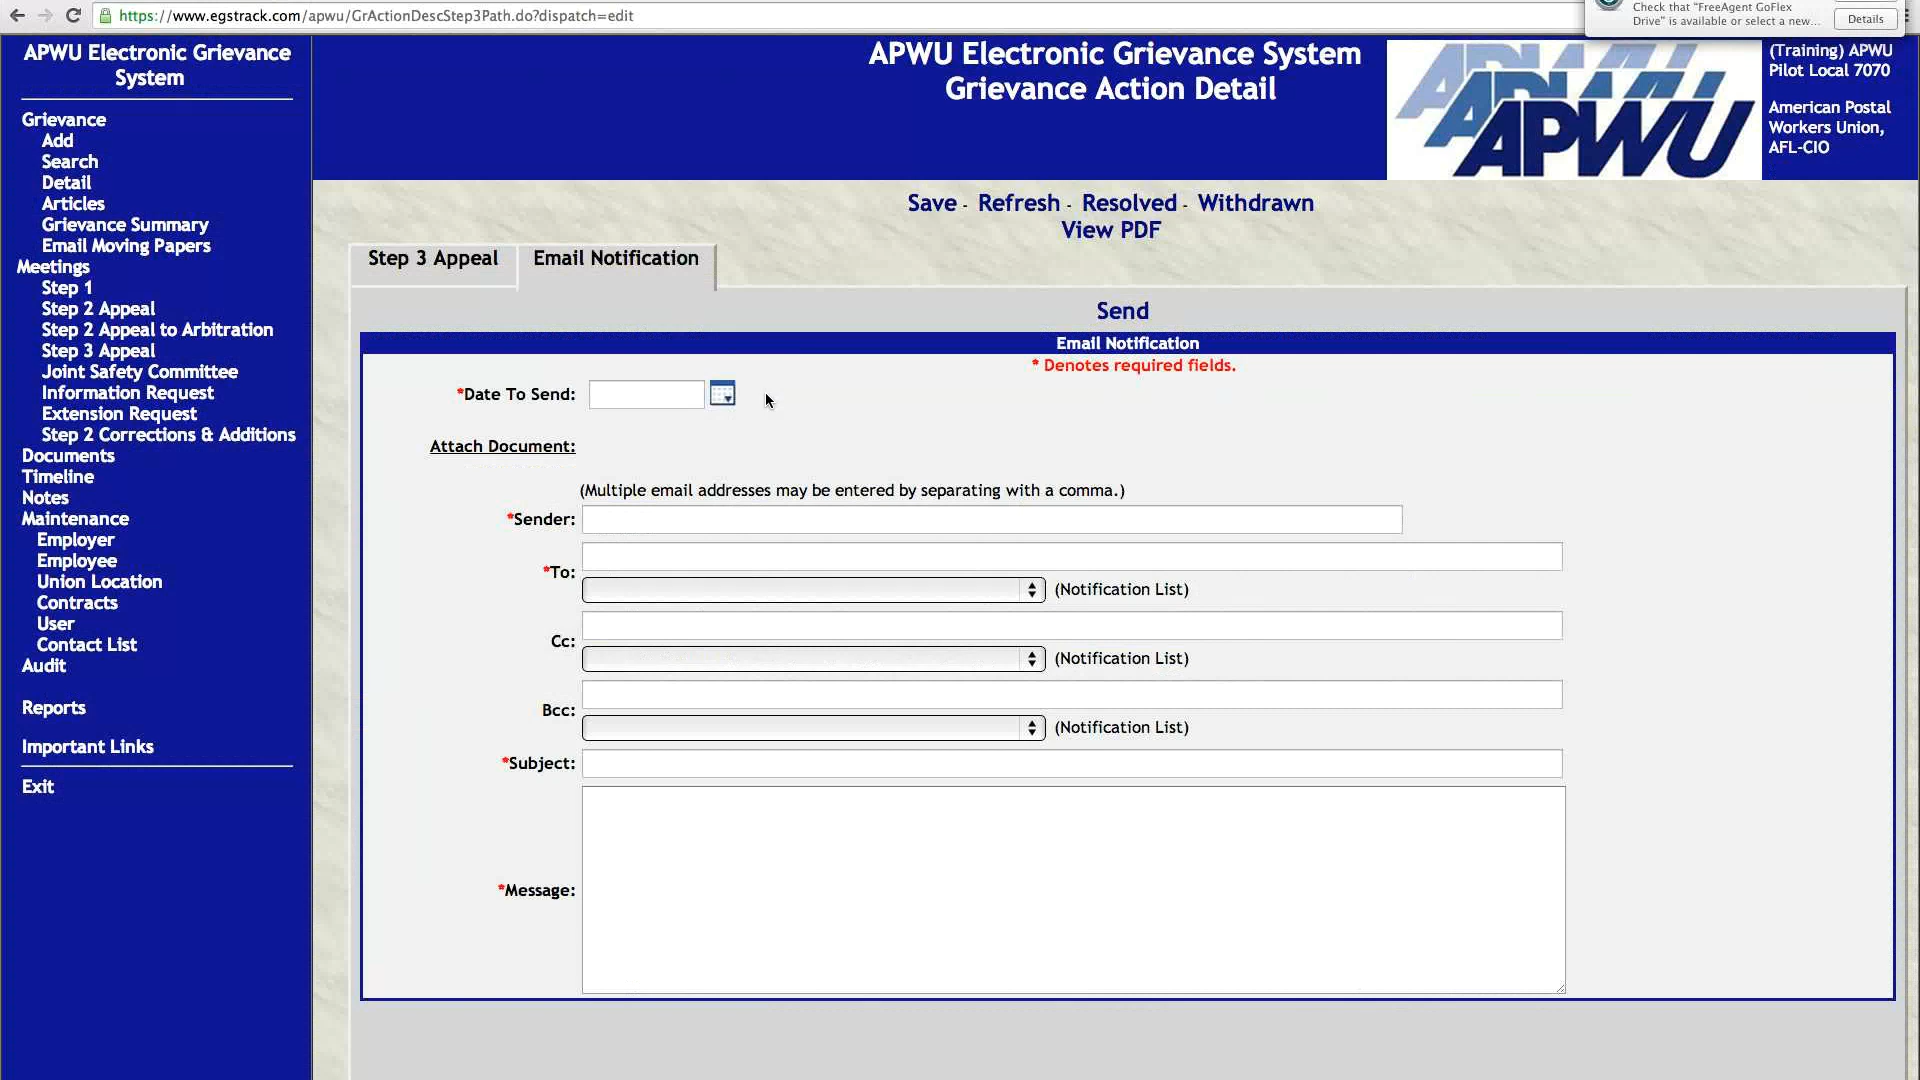 https://www.egstrack.com/apwu/GrActionDescStep3Path.do?dispatch=edit
Check that "FreeAgent GoFlex
Drive" is available or select a new...
Details
APWU Electronic Grievance
System
Grievance
Add
Search
Detail
Articles
Grievance Summary
Email Moving Papers
Meetings
Step 1
Step 2 Appeal
Step 2 Appeal to Arbitration
Step 3 Appeal
Joint Safety Committee
Information Request
Extension Request
Step 2 Corrections & Additions
Documents
Timeline
Notes
Maintenance
Employer
Employee
Union Location
Contracts
User
Contact List
Audit
Reports
Important Links
Exit
APWU Electronic Grievance System
Grievance Action Detail
APWU
(Training) APWU
Pilot Local 7070
American Postal
Workers Union,
AFL-CIO
Save - Refresh - Resolved - Withdrawn
View PDF
Step 3 Appeal
Email Notification
Send
Email Notification
* Denotes required fields.
*Date To Send:
Attach Document:
(Multiple email addresses may be entered by separating with a comma.)
*Sender:
*To:
(Notification List)
Cc:
(Notification List)
Bcc:
(Notification List)
*Subject:
*Message: